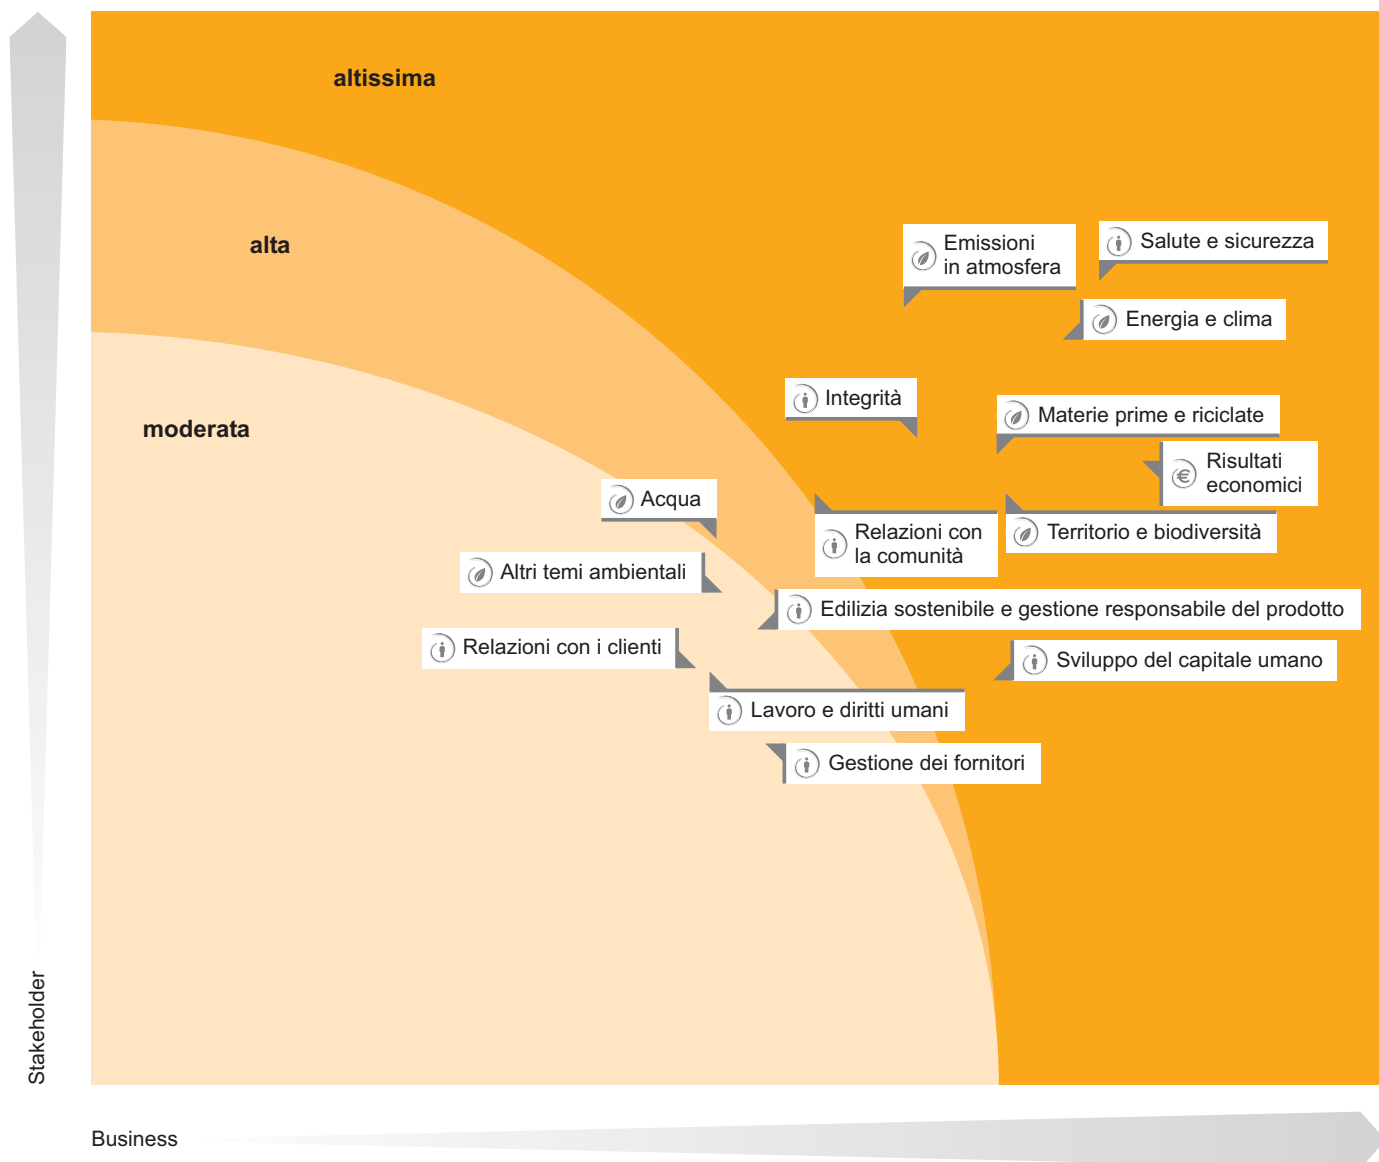 altissima
alta
Emissioni
in atmosfera
Salute e sicurezza
Energia e clima
moderata
Integrità
Materie prime e riciclate
Risultati
economici
Acqua
Relazioni con
la comunità
Territorio e biodiversità
Altri temi ambientali
Edilizia sostenibile e gestione responsabile del prodotto
Relazioni con i clienti
Sviluppo del capitale umano
Lavoro e diritti umani
Gestione dei fornitori
Stakeholder
Business